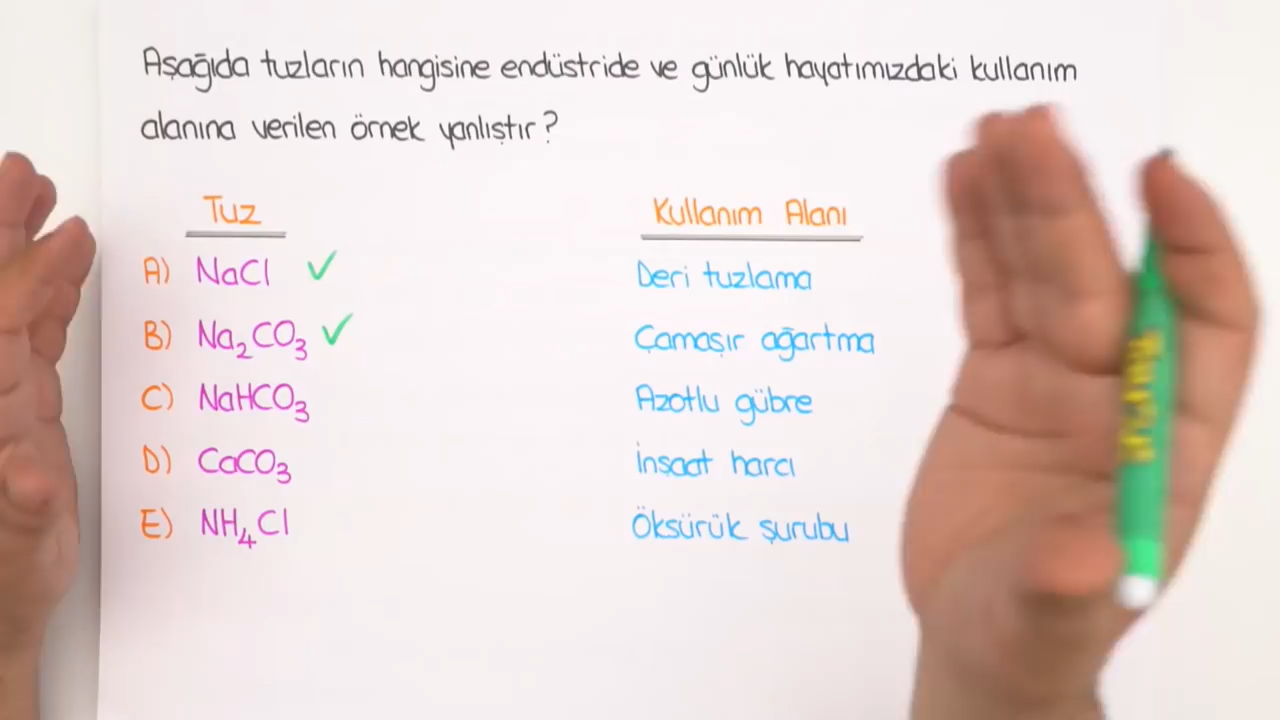 Aşağıda tuzların hangisine endüstride ve günlük hayatımızdaki kullanım
alanına verilen örnek yanlıştır?
Tuz Kullanım Alanı
A) NaCl ✓ Deri tuzlama
B) Na₂CO₃ ✓ Çamaşır ağartma
C) NaHCO₃ Azotlu gübre
D) CaCO₃ İnşaat harcı
E) NH₄Cl Öksürük şurubu